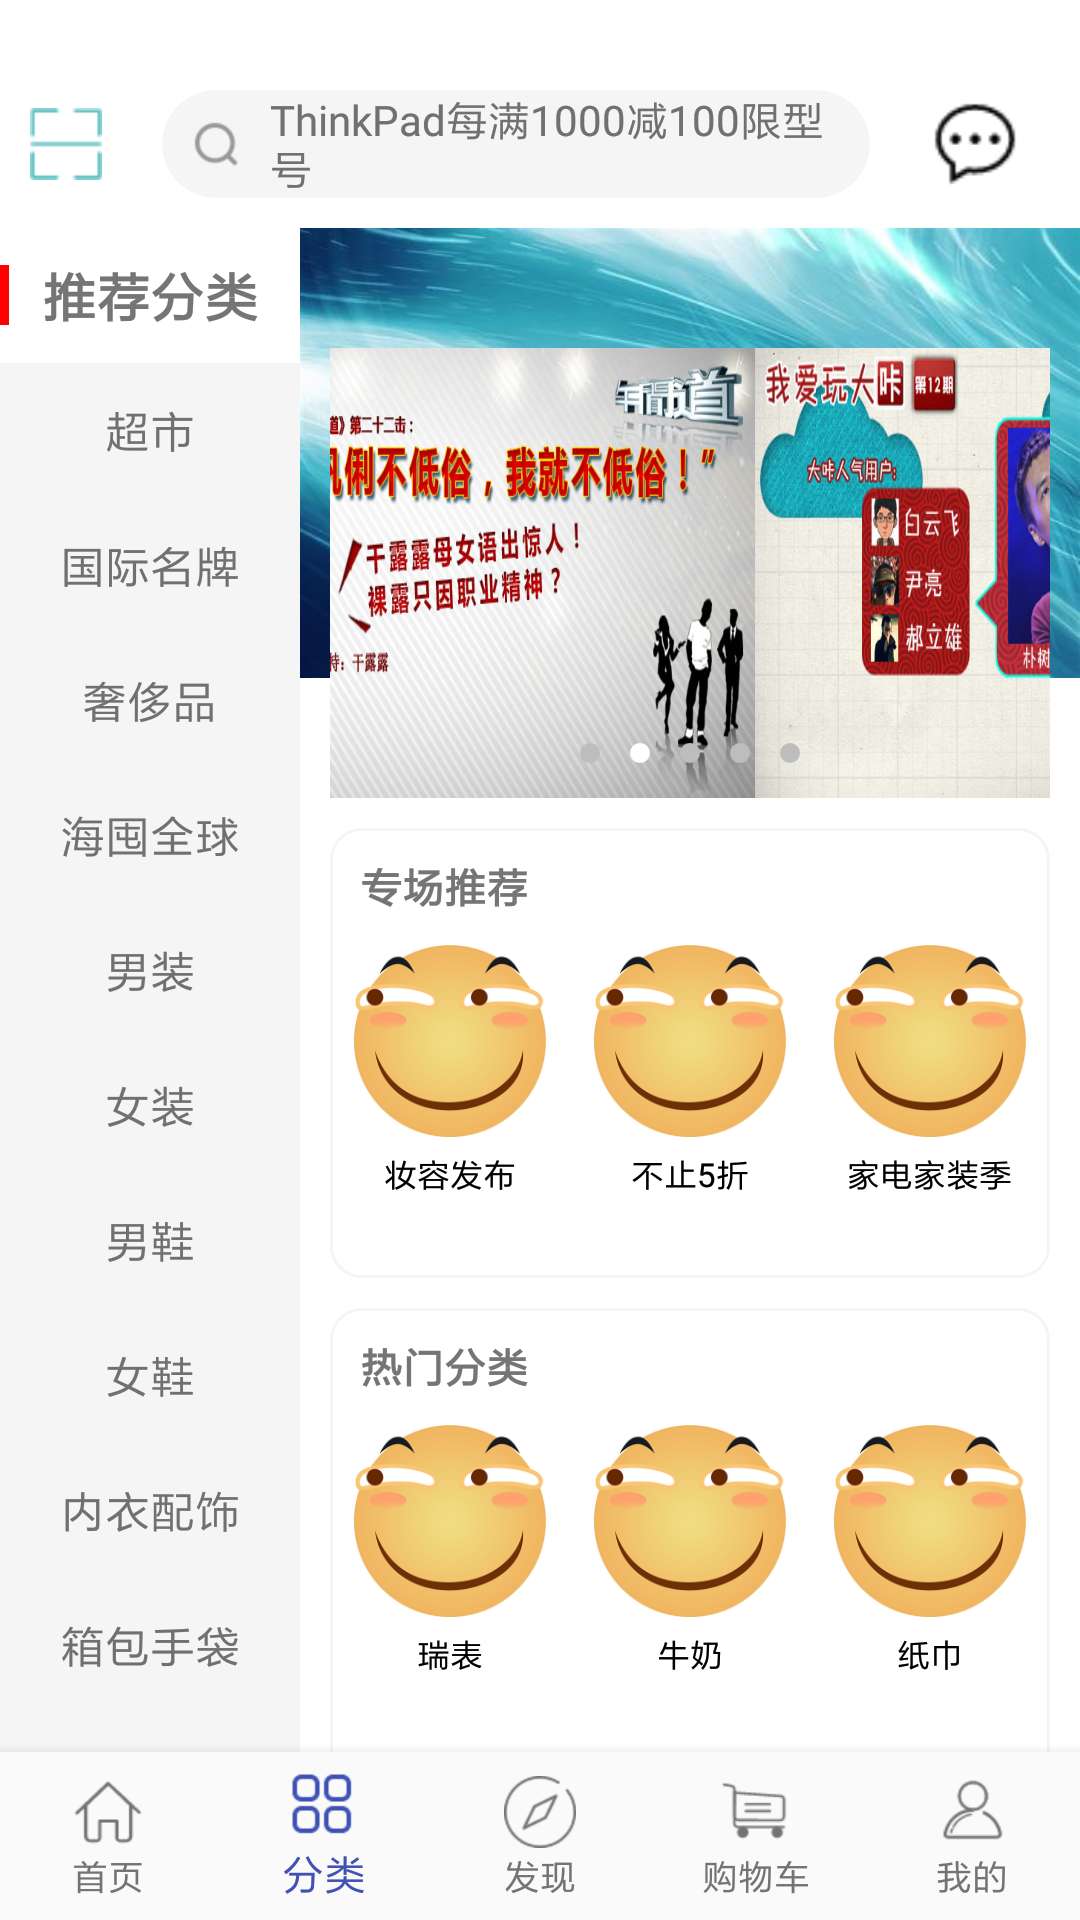 ThinkPad每满1000减100限型
号
推荐分类
超市
国际名牌
奢侈品
海囤全球
男装
女装
男鞋
女鞋
内衣配饰
箱包手袋
道》第二十二击：
俐不低俗，我就不低俗！”
干露露母女语出惊人！
裸露只因职业精神？
持：干露露
我爱玩大咔
第12期
大咔人气用户：
白云飞
尹亮
郝立雄
朴树
专场推荐
妆容发布
不止5折
家电家装季
热门分类
瑞表
牛奶
纸巾
首页
分类
发现
购物车
我的